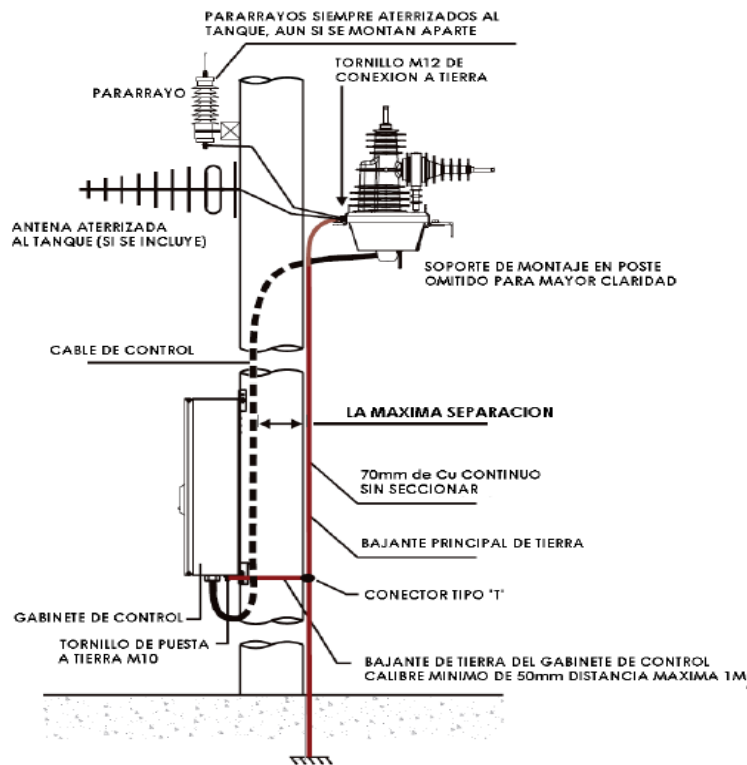 PARARRAYOS SIEMPRE ATERRIZADOS AL
TANQUE, AUN SI SE MONTAN APARTE
TORNILLO M12 DE
CONEXION A TIERRA
PARARRAYO
ANTENA ATERRIZADA
AL TANQUE (SI SE INCLUYE)
SOPORTE DE MONTAJE EN POSTE
OMITIDO PARA MAYOR CLARIDAD
CABLE DE CONTROL
LA MAXIMA SEPARACION
70mm de Cu CONTINUO
SIN SECCIONAR
BAJANTE PRINCIPAL DE TIERRA
CONECTOR TIPO "T"
GABINETE DE CONTROL
TORNILLO DE PUESTA
A TIERRA M10
BAJANTE DE TIERRA DEL GABINETE DE CONTROL
CALIBRE MINIMO DE 50mm DISTANCIA MAXIMA 1M